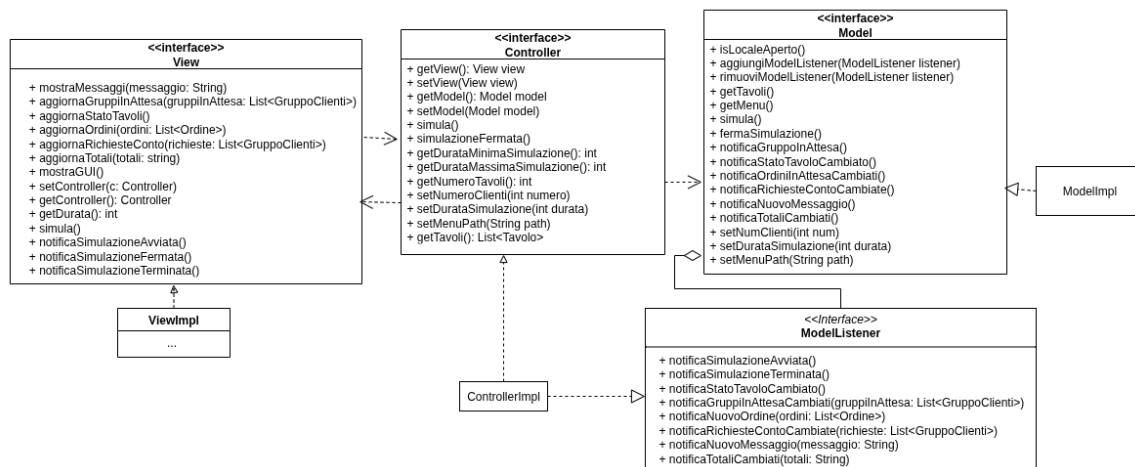 <<interface>>
View
+ mostraMessaggi(messaggio: String)
+ aggiornaGruppiInAttesa(gruppiInAttesa: List<GruppoClienti>)
+ aggiornaStatoTavoli()
+ aggiornaOrdini(ordini: List<Ordine>)
+ aggiornaRichiesteConto(richieste: List<GruppoClienti>)
+ aggiornaTotali(totali: string)
+ mostraGUI()
+ setController(c: Controller)
+ getController(): Controller
+ getDurata(): int
+ simula()
+ notificaSimulazioneAvviata()
+ notificaSimulazioneFermata()
+ notificaSimulazioneTerminata()
ViewImpl
...
<<interface>>
Controller
+ getView(): View view
+ setView(View view)
+ getModel(): Model model
+ setModel(Model model)
+ simula()
+ simulazioneFermata()
+ getDurataMinimaSimulazione(): int
+ getDurataMassimaSimulazione(): int
+ getNumeroTavoli(): int
+ setNumeroClienti(int numero)
+ setDurataSimulazione(int durata)
+ setMenuPath(String path)
+ getTavoli(): List<Tavolo>
ControllerImpl
<<interface>>
Model
+ isLocaleAperto()
+ aggiungiModelListener(ModelListener listener)
+ rimuoviModelListener(ModelListener listener)
+ getTavoli()
+ getMenu()
+ simula()
+ fermaSimulazione()
+ notificaGruppoInAttesa()
+ notificaStatoTavoloCambiato()
+ notificaOrdiniInAttesaCambiati()
+ notificaRichiesteContoCambiate()
+ notificaNuovoMessaggio()
+ notificaTotaliCambiati()
+ setNumClienti(int num)
+ setDurataSimulazione(int durata)
+ setMenuPath(String path)
ModelImpl
<<Interface>>
ModelListener
+ notificaSimulazioneAvviata()
+ notificaSimulazioneTerminata()
+ notificaStatoTavoloCambiato()
+ notificaGruppiInAttesaCambiati(gruppiInAttesa: List<GruppoClienti>)
+ notificaNuovoOrdine(ordini: List<Ordine>)
+ notificaRichiesteContoCambiate(richieste: List<GruppoClienti>)
+ notificaNuovoMessaggio(messaggio: String)
+ notificaTotaliCambiati(totali: String)